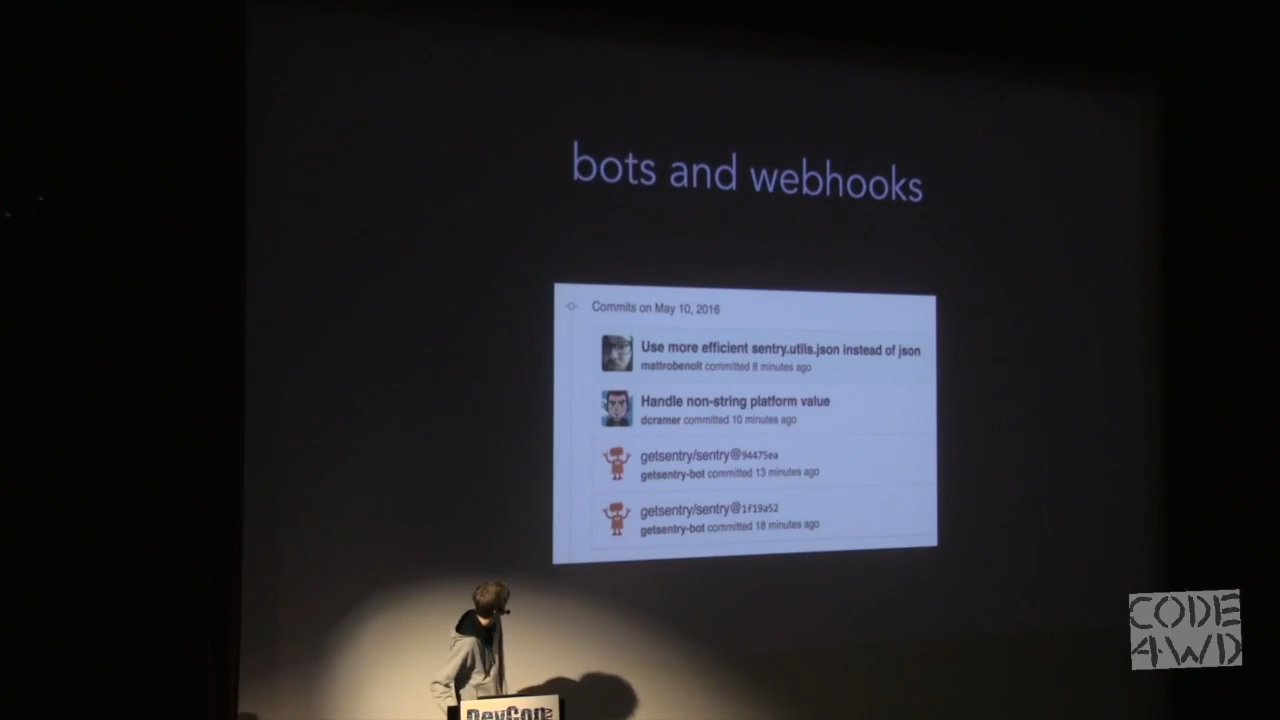 bots and webhooks
Commits on May 10, 2016
Use more efficient sentry.utils.json instead of json
mattrobenolt committed 8 minutes ago
Handle non-string platform value
dcramer committed 10 minutes ago
getsentry/sentry@94475ea
getsentry-bot committed 13 minutes ago
getsentry/sentry@1f19a52
getsentry-bot committed 18 minutes ago
CODE
4WD
DevCon